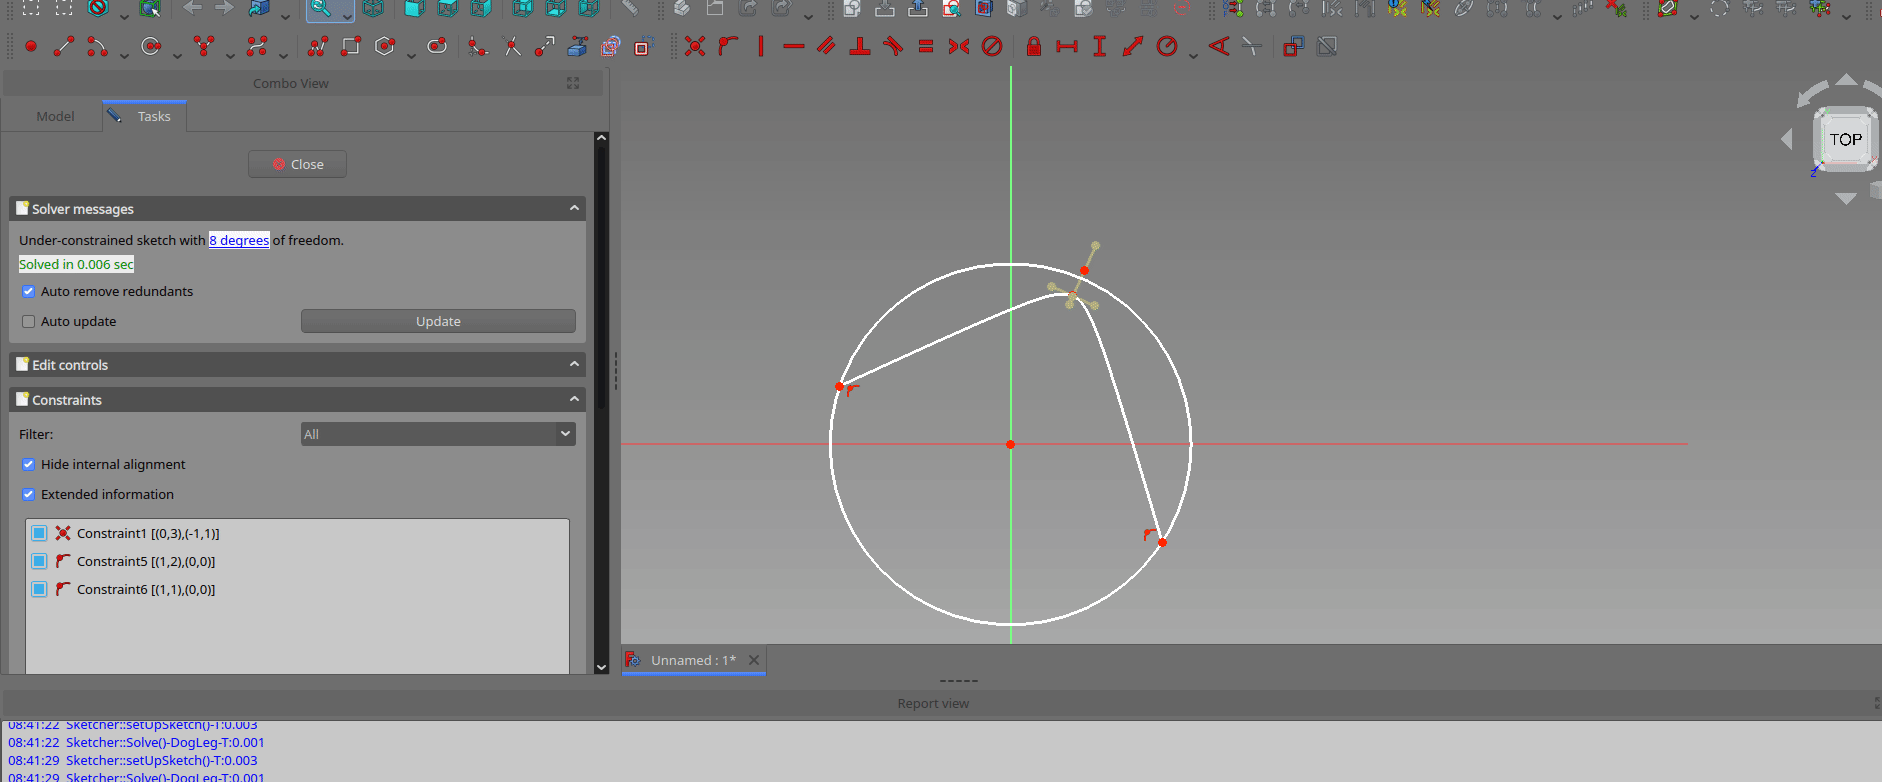 Combo View
Model
Tasks
Close
Solver messages
Under-constrained sketch with 8 degrees of freedom.
Solved in 0.006 sec
Auto remove redundants
Auto update
Update
Edit controls
Constraints
Filter:
All
Hide internal alignment
Extended information
Constraint1 [(0,3),(-1,1)]
Constraint5 [(1,2),(0,0)]
Constraint6 [(1,1),(0,0)]
TOP
Z
Unnamed : 1*
Report view
08:41:22 Sketcher::setUpSketch()-T:0.003
08:41:22 Sketcher::Solve()-DogLeg-T:0.001
08:41:29 Sketcher::setUpSketch()-T:0.003
08:41:29 Sketcher::Solve()-DogLeg-T:0.001